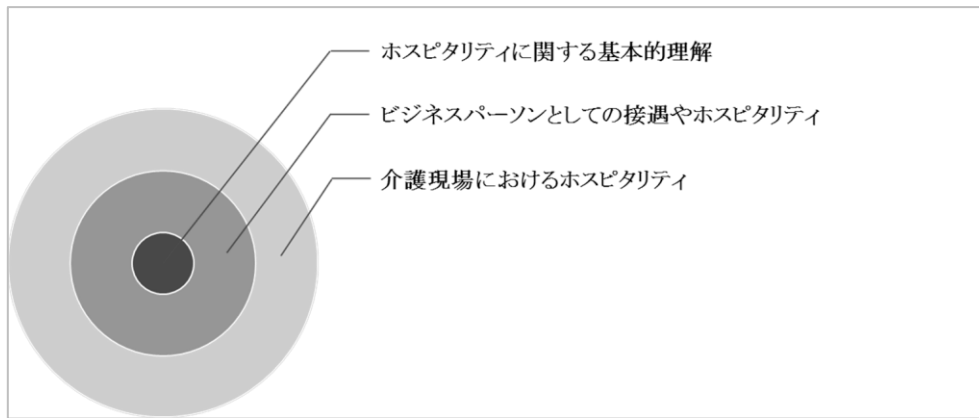 ホスピタリティに関する基本的理解
ビジネスパーソンとしての接遇やホスピタリティ
介護現場におけるホスピタリティ